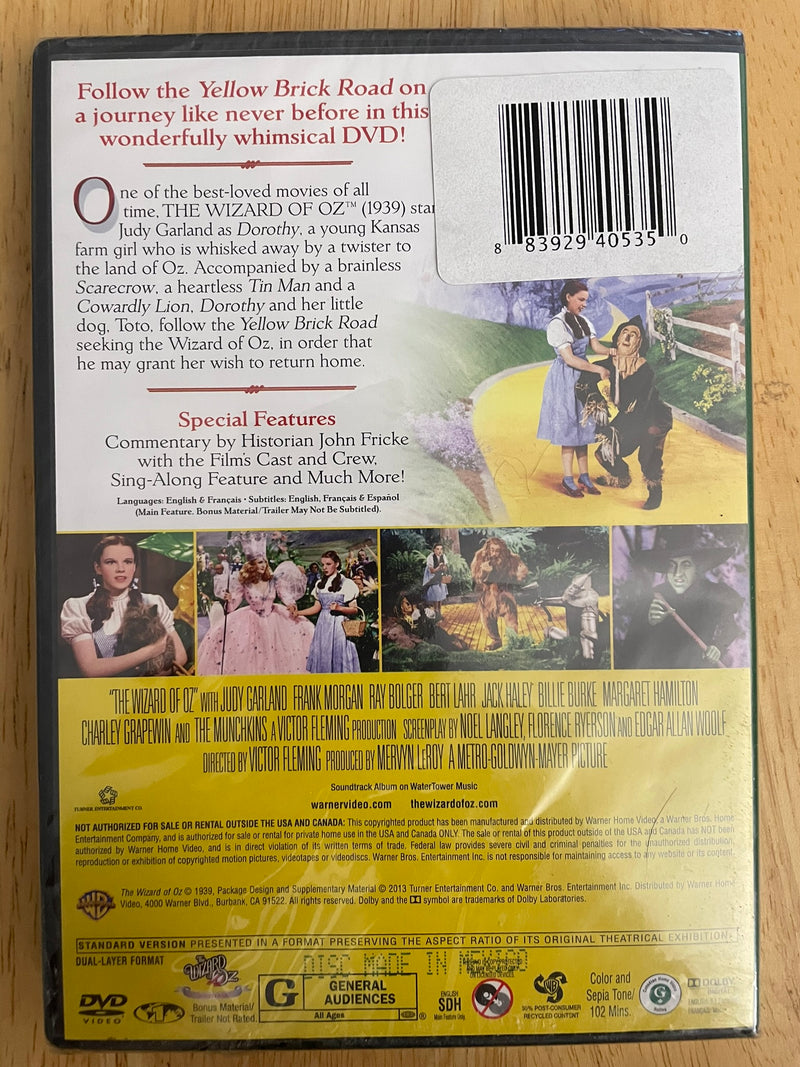 Follow the Yellow Brick Road on
a journey like never before in this
wonderfully whimsical DVD!
One of the best-loved movies of all
time, THE WIZARD OF OZ™ (1939) star
Judy Garland as Dorothy, a young Kansas
farm girl who is whisked away by a twister to
the land of Oz. Accompanied by a brainless
Scarecrow, a heartless Tin Man and a
Cowardly Lion, Dorothy and her little
dog, Toto, follow the Yellow Brick Road
seeking the Wizard of Oz, in order that
he may grant her wish to return home.
8 83929 40535 0
Special Features
Commentary by Historian John Fricke
with the Film's Cast and Crew,
Sing-Along Feature and Much More!
Languages: English & Français • Subtitles: English, Français & Español
(Main Feature. Bonus Material/Trailer May Not Be Subtitled).
"THE WIZARD OF OZ" WITH JUDY GARLAND FRANK MORGAN RAY BOLGER BERT LAHR JACK HALEY BILLIE BURKE MARGARET HAMILTON
CHARLEY GRAPEWIN AND THE MUNCHKINS A VICTOR FLEMING PRODUCTION SCREENPLAY BY NOEL LANGLEY, FLORENCE RYERSON AND EDGAR ALLAN WOOLF
DIRECTED BY VICTOR FLEMING PRODUCED BY MERVYN LeROY A METRO-GOLDWYN-MAYER PICTURE
Soundtrack Album on WaterTower Music
warnervideo.com thewizardofoz.com
TURNER ENTERTAINMENT CO.
NOT AUTHORIZED FOR SALE OR RENTAL OUTSIDE THE USA AND CANADA: This copyrighted product has been manufactured and distributed by Warner Home Video, a Warner Bros. Home
Entertainment Company, and is authorized for sale or rental for private home use in the USA and Canada ONLY. The sale or rental of this product outside of the USA and Canada has NOT been
authorized by Warner Home Video, and is in direct violation of its written terms of trade. Federal law provides severe civil and criminal penalties for the unauthorized distribution,
reproduction or exhibition of copyrighted motion pictures, videotapes or videodiscs. Warner Bros. Entertainment Inc. is not responsible for maintaining access to any website or its content.
The Wizard of Oz © 1939, Package Design and Supplementary Material © 2013 Turner Entertainment Co. and Warner Bros. Entertainment Inc. Distributed by Warner Home
Video, 4000 Warner Blvd., Burbank, CA 91522. All rights reserved. Dolby and the symbol are trademarks of Dolby Laboratories.
STANDARD VERSION PRESENTED IN A FORMAT PRESERVING THE ASPECT RATIO OF ITS ORIGINAL THEATRICAL EXHIBITION.
DUAL-LAYER FORMAT
DISC MADE IN MEXICO
The WIZARD of OZ
Bonus Material/
Trailer Not Rated.
DVD
VIDEO
1
G GENERAL
AUDIENCES
All Ages
®
ENGLISH
SDH
Main Feature Only
30% POST-CONSUMER
RECYCLED CONTENT
Color and
Sepia Tone/
102 Mins.
G
DOLBY
DIGITAL